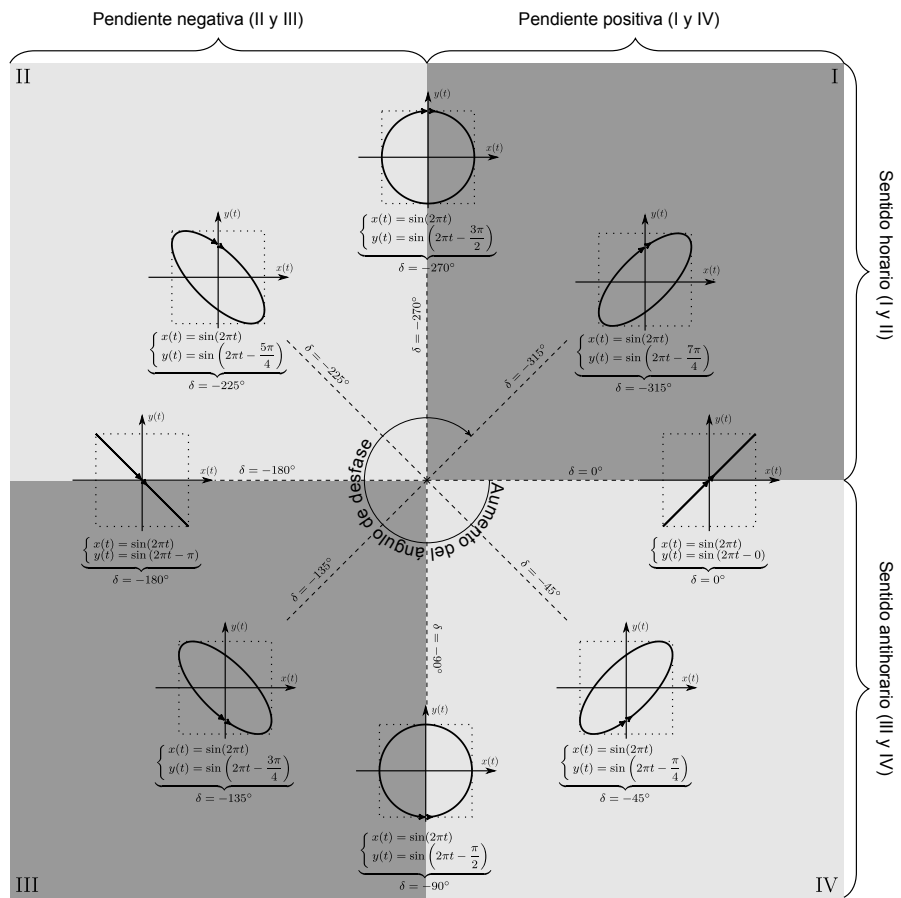 Pendiente negativa (II y III)
Pendiente positiva (I y IV)
II
I
y(t)
x(t)
{ x(t) = sin(2πt)
y(t) = sin (2πt − 3π/2)
δ = −270°
y(t)
x(t)
{ x(t) = sin(2πt)
y(t) = sin (2πt − 5π/4)
δ = −225°
y(t)
x(t)
{ x(t) = sin(2πt)
y(t) = sin (2πt − 7π/4)
δ = −315°
Sentido horario (I y II)
δ = −270°
δ = −225°
δ = −315°
y(t)
x(t)
{ x(t) = sin(2πt)
y(t) = sin (2πt − π)
δ = −180°
δ = −180°
δ = 0°
y(t)
x(t)
{ x(t) = sin(2πt)
y(t) = sin (2πt − 0)
δ = 0°
Aumento del ángulo de desfase
δ = −135°
δ = −45°
δ = −90°
Sentido antihorario (III y IV)
y(t)
x(t)
{ x(t) = sin(2πt)
y(t) = sin (2πt − 3π/4)
δ = −135°
y(t)
x(t)
{ x(t) = sin(2πt)
y(t) = sin (2πt − π/4)
δ = −45°
y(t)
x(t)
{ x(t) = sin(2πt)
y(t) = sin (2πt − π/2)
δ = −90°
III
IV